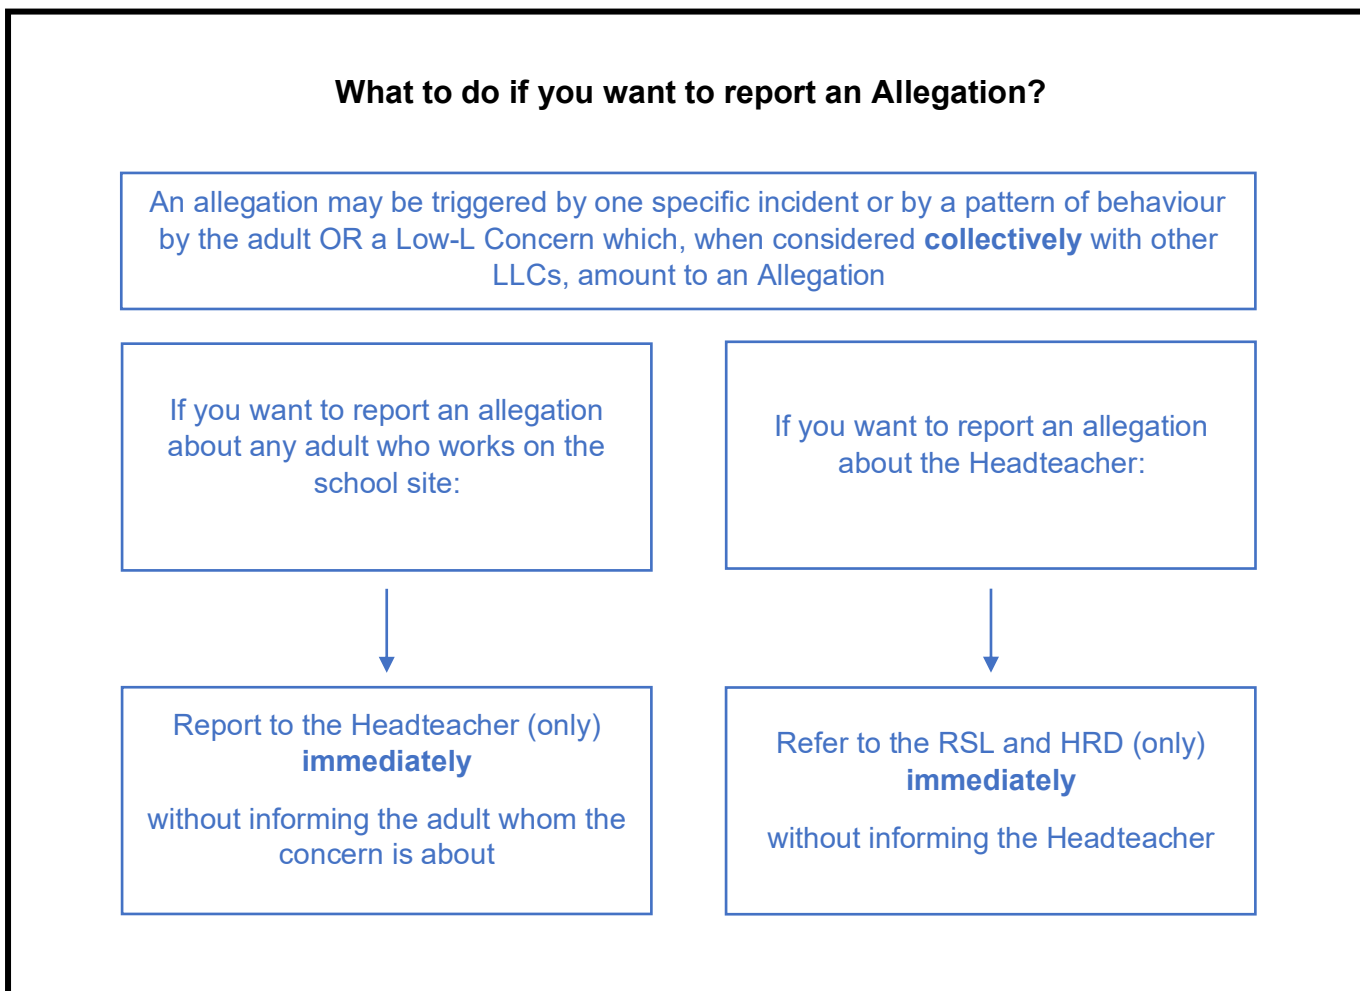 What to do if you want to report an Allegation?
An allegation may be triggered by one specific incident or by a pattern of behaviour
by the adult OR a Low-L Concern which, when considered collectively with other
LLCs, amount to an Allegation
If you want to report an allegation
about any adult who works on the
school site:
If you want to report an allegation
about the Headteacher:
Report to the Headteacher (only)
immediately
without informing the adult whom the
concern is about
Refer to the RSL and HRD (only)
immediately
without informing the Headteacher